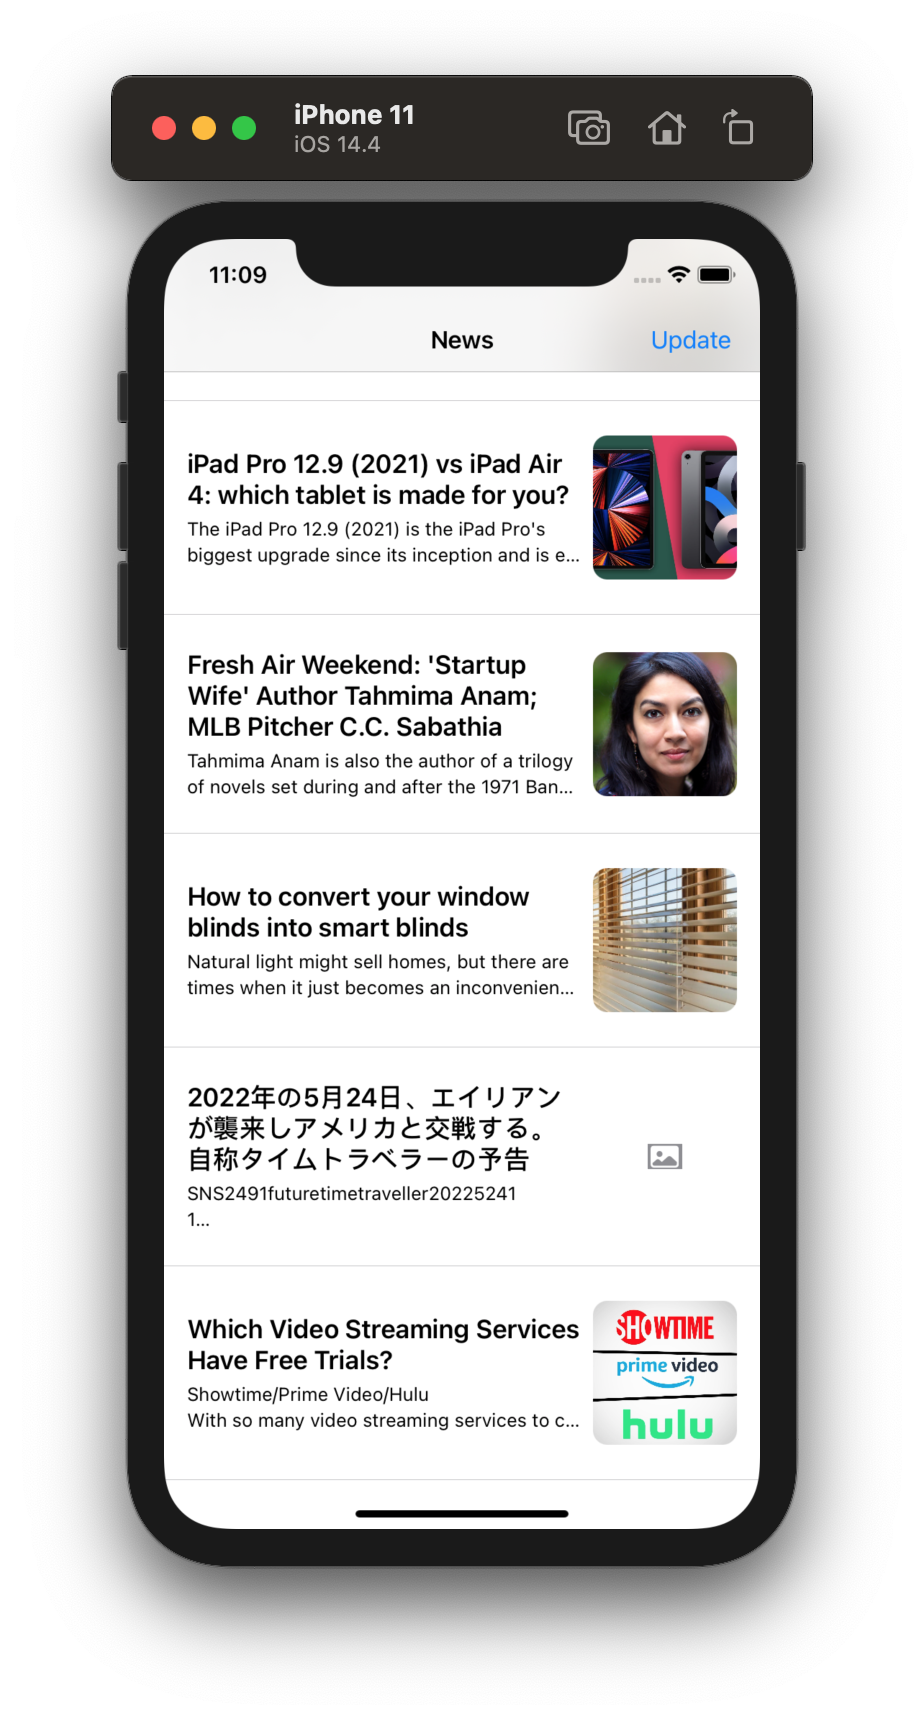 iPhone 11
iOS 14.4
11:09
News
Update
iPad Pro 12.9 (2021) vs iPad Air
4: which tablet is made for you?
The iPad Pro 12.9 (2021) is the iPad Pro's
biggest upgrade since its inception and is e...
Fresh Air Weekend: 'Startup
Wife' Author Tahmima Anam;
MLB Pitcher C.C. Sabathia
Tahmima Anam is also the author of a trilogy
of novels set during and after the 1971 Ban...
How to convert your window
blinds into smart blinds
Natural light might sell homes, but there are
times when it just becomes an inconvenien...
2022年の5月24日、エイリアン
が襲来しアメリカと交戦する。
自称タイムトラベラーの予告
SNS2491futuretimetraveller20225241
1...
Which Video Streaming Services
Have Free Trials?
Showtime/Prime Video/Hulu
With so many video streaming services to c...
SHOWTIME
prime video
hulu